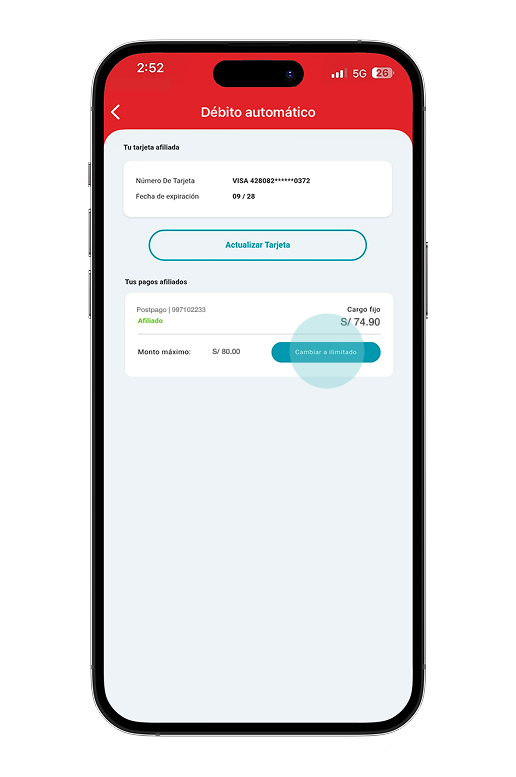 2:52 5G 26
Débito automático
Tu tarjeta afiliada
Número De Tarjeta VISA 428082******0372
Fecha de expiración 09 / 28
Actualizar Tarjeta
Tus pagos afiliados
Postpago | 997102233 Cargo fijo
Afiliado S/ 74.90
Monto máximo: S/ 80.00 Cambiar a ilimitado